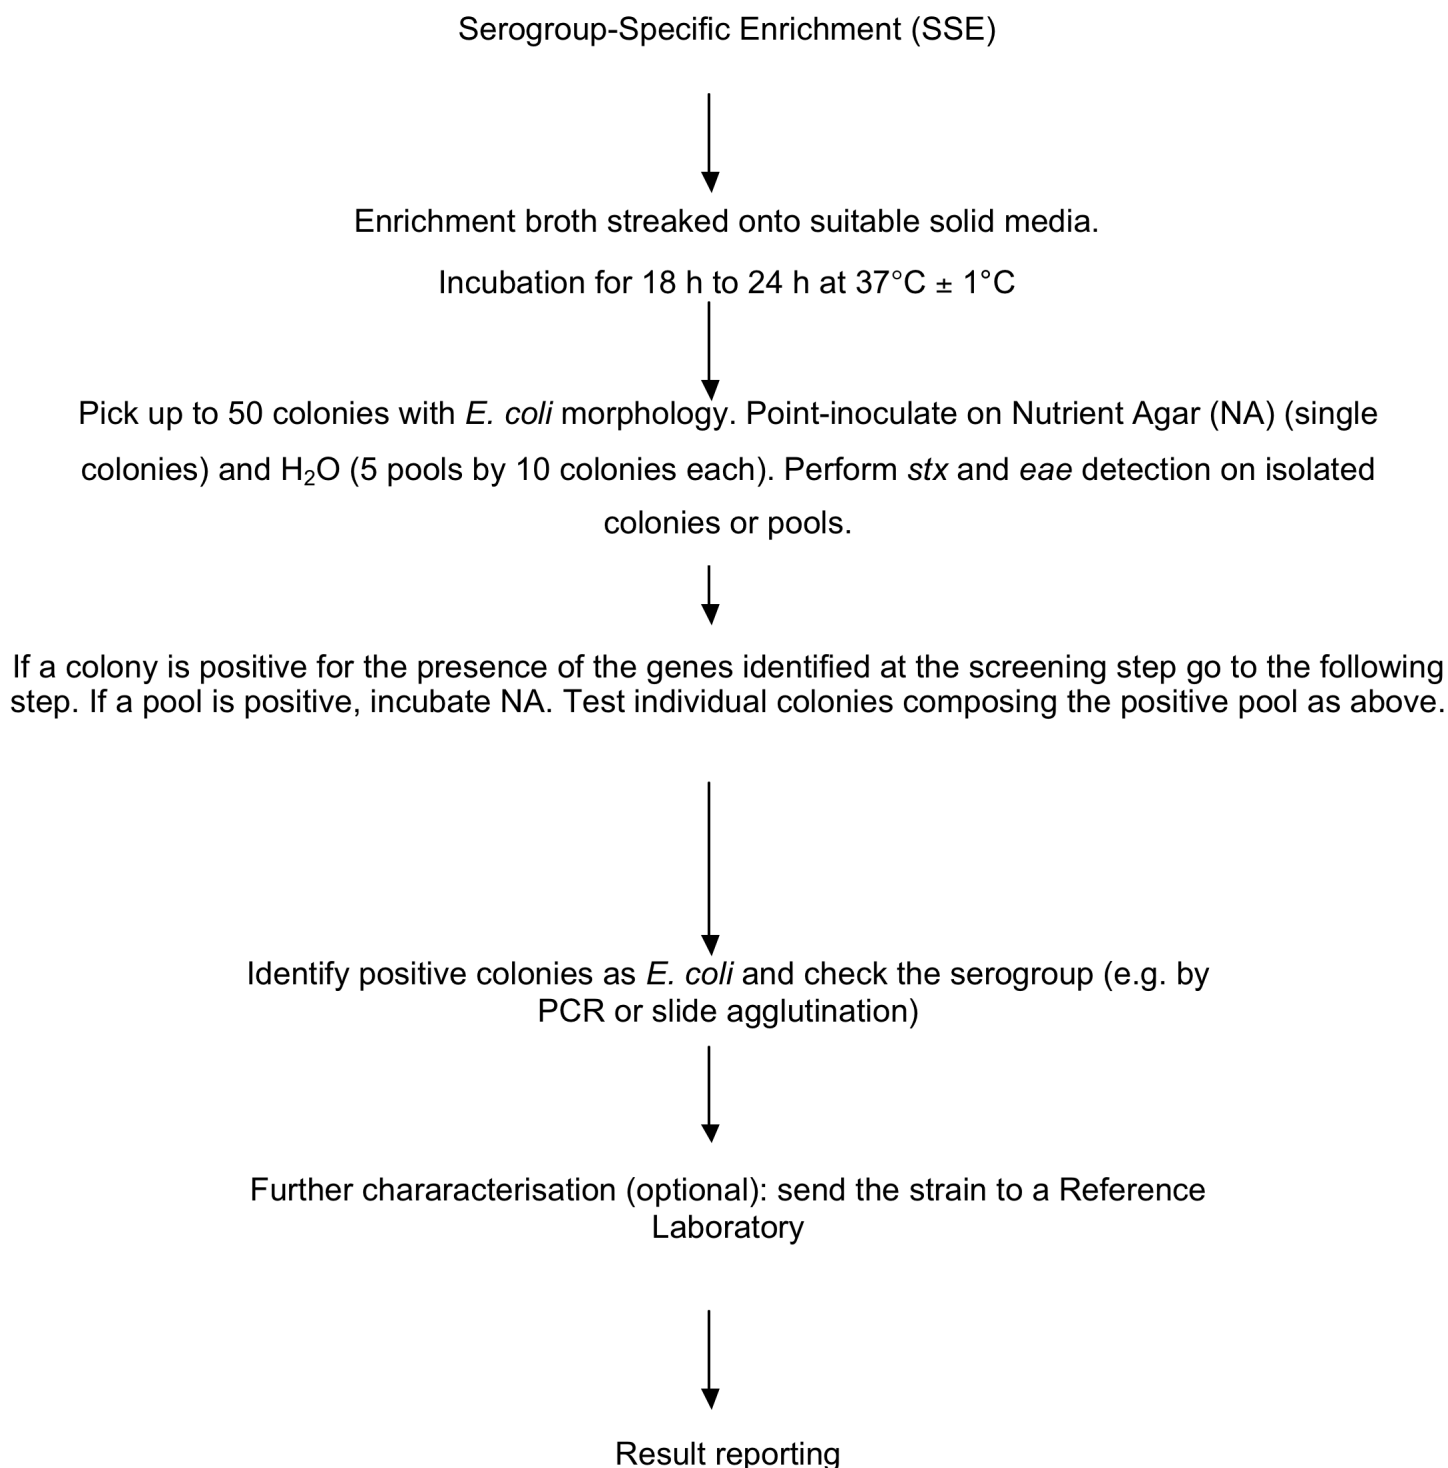 Serogroup-Specific Enrichment (SSE)
Enrichment broth streaked onto suitable solid media.
Incubation for 18 h to 24 h at 37°C ± 1°C
Pick up to 50 colonies with E. coli morphology. Point-inoculate on Nutrient Agar (NA) (single
colonies) and H₂O (5 pools by 10 colonies each). Perform stx and eae detection on isolated
colonies or pools.
If a colony is positive for the presence of the genes identified at the screening step go to the following
step. If a pool is positive, incubate NA. Test individual colonies composing the positive pool as above.
Identify positive colonies as E. coli and check the serogroup (e.g. by
PCR or slide agglutination)
Further chararacterisation (optional): send the strain to a Reference
Laboratory
Result reporting